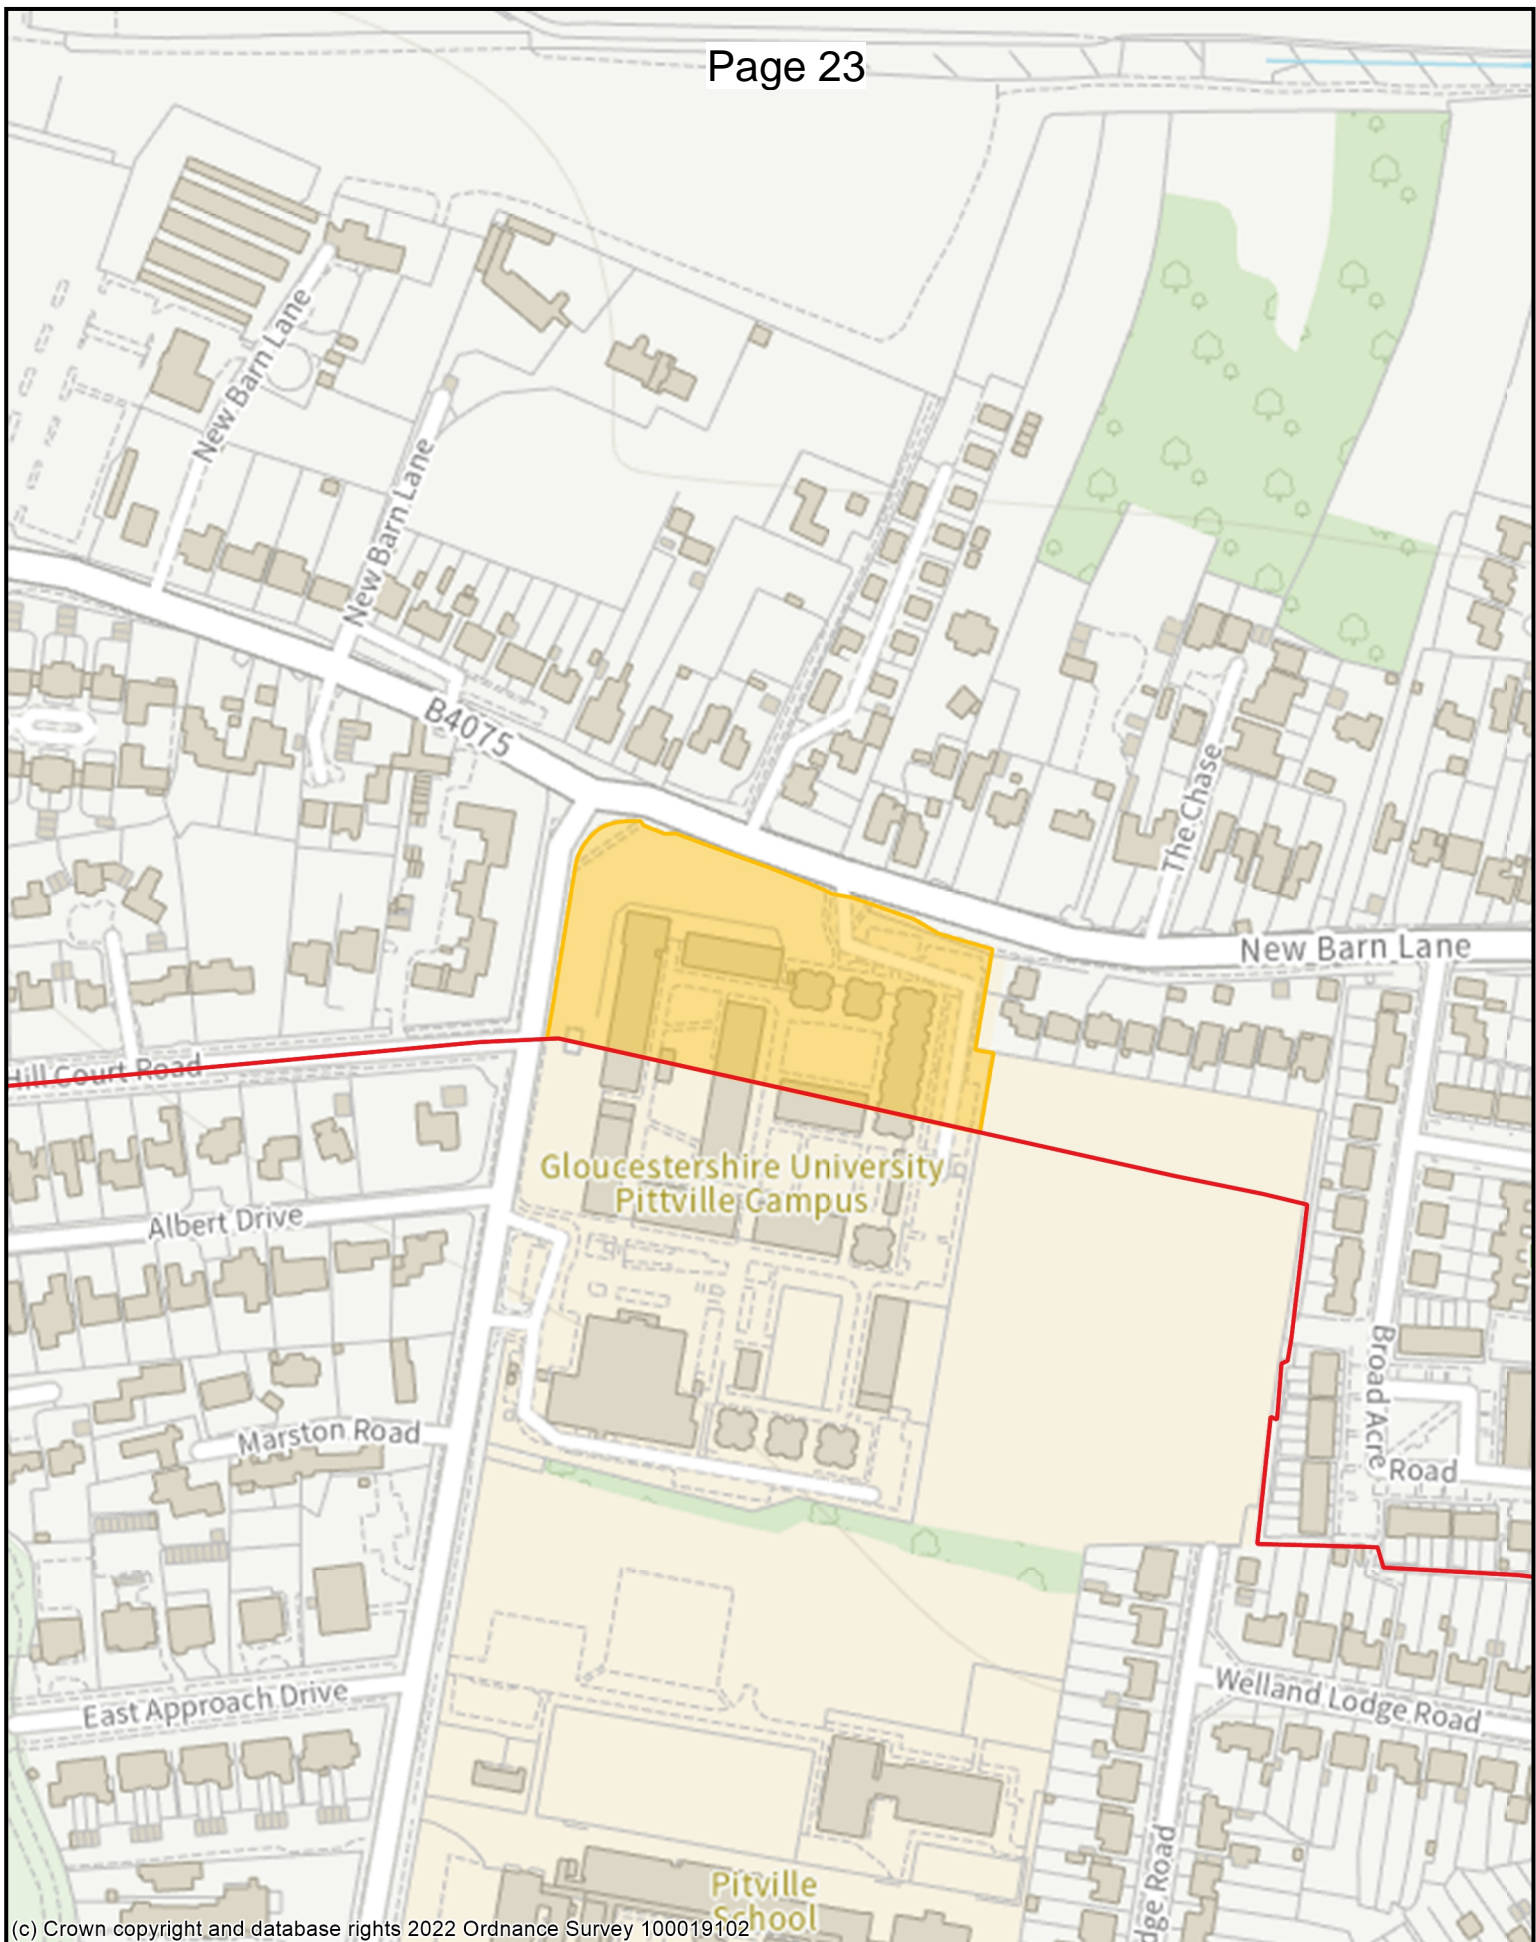 Page 23
New Barn Lane
New Barn Lane
B4075
The Chase
New Barn Lane
Hill Court Road
Gloucestershire University
Pittville Campus
Albert Drive
Broad Acre
Road
Marston Road
East Approach Drive
Welland Lodge Road
dge Road
Pitville
School
(c) Crown copyright and database rights 2022 Ordnance Survey 100019102